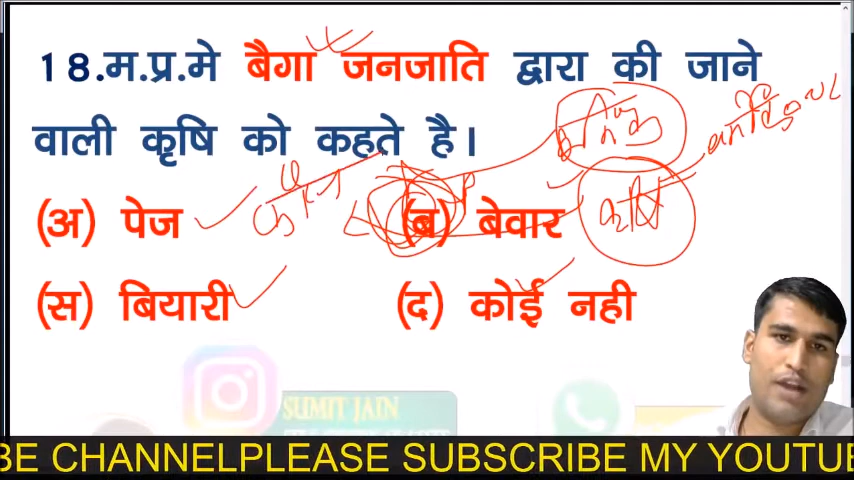 18.म.प्र.मे बैगा जनजाति द्वारा की जाने
वाली कृषि को कहते है।
(अ) पेज (ब) बेवार
(स) बियारी (द) कोई नही
SUMIT JAIN
BE CHANNELPLEASE SUBSCRIBE MY YOUTUB